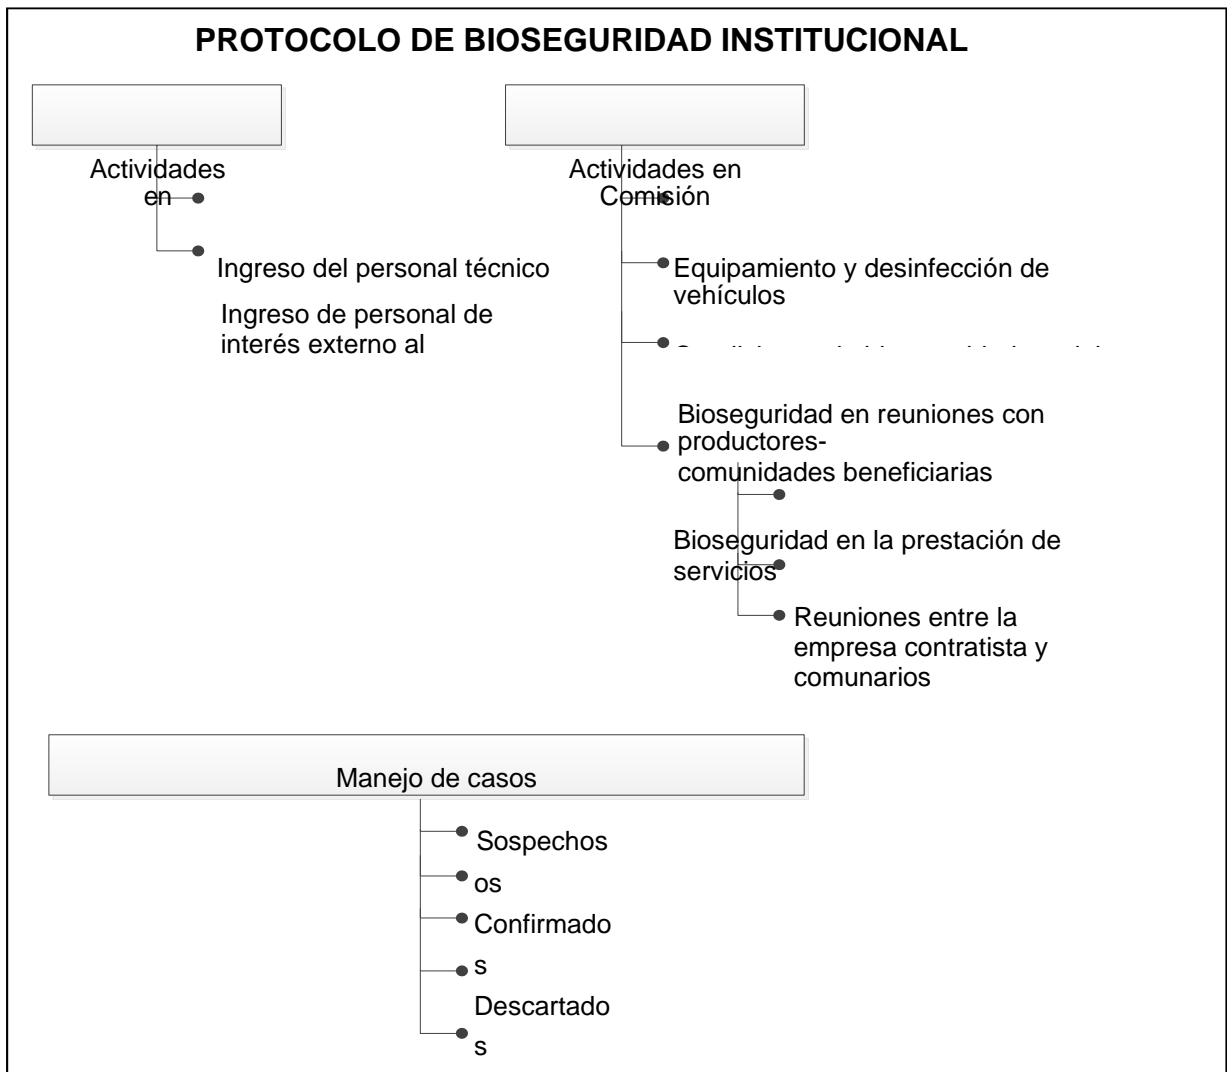 PROTOCOLO DE BIOSEGURIDAD INSTITUCIONAL
Actividades
en
Ingreso del personal técnico
Ingreso de personal de
interés externo al
Actividades en
Comisión
Equipamiento y desinfección de
vehículos
Bioseguridad en reuniones con
productores-
comunidades beneficiarias
Bioseguridad en la prestación de
servicios
Reuniones entre la
empresa contratista y
comunarios
Manejo de casos
Sospechos
os
Confirmado
s
Descartado
s